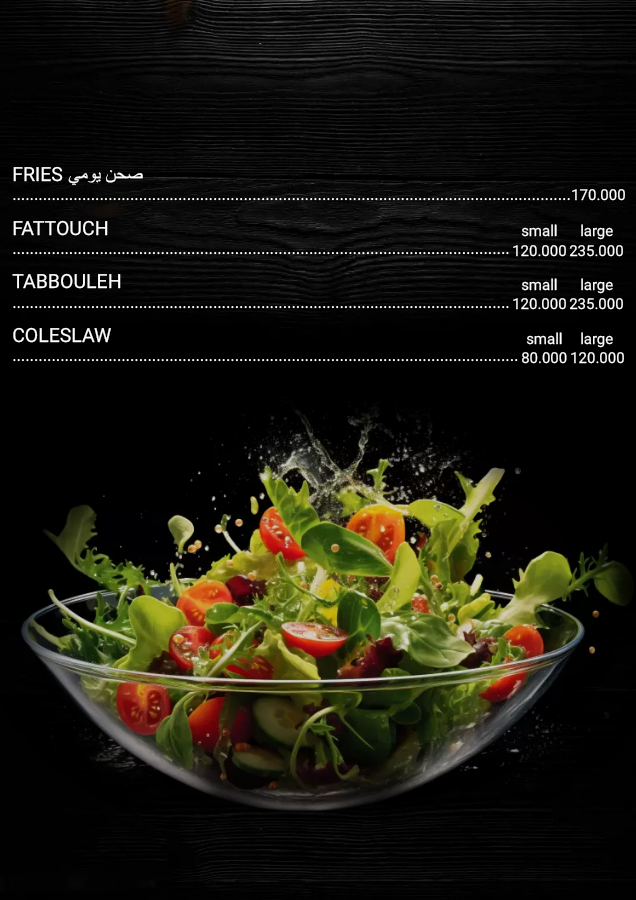 FRIES صحن يومي
170.000
FATTOUCH small large
120.000 235.000
TABBOULEH small large
120.000 235.000
COLESLAW small large
80.000 120.000